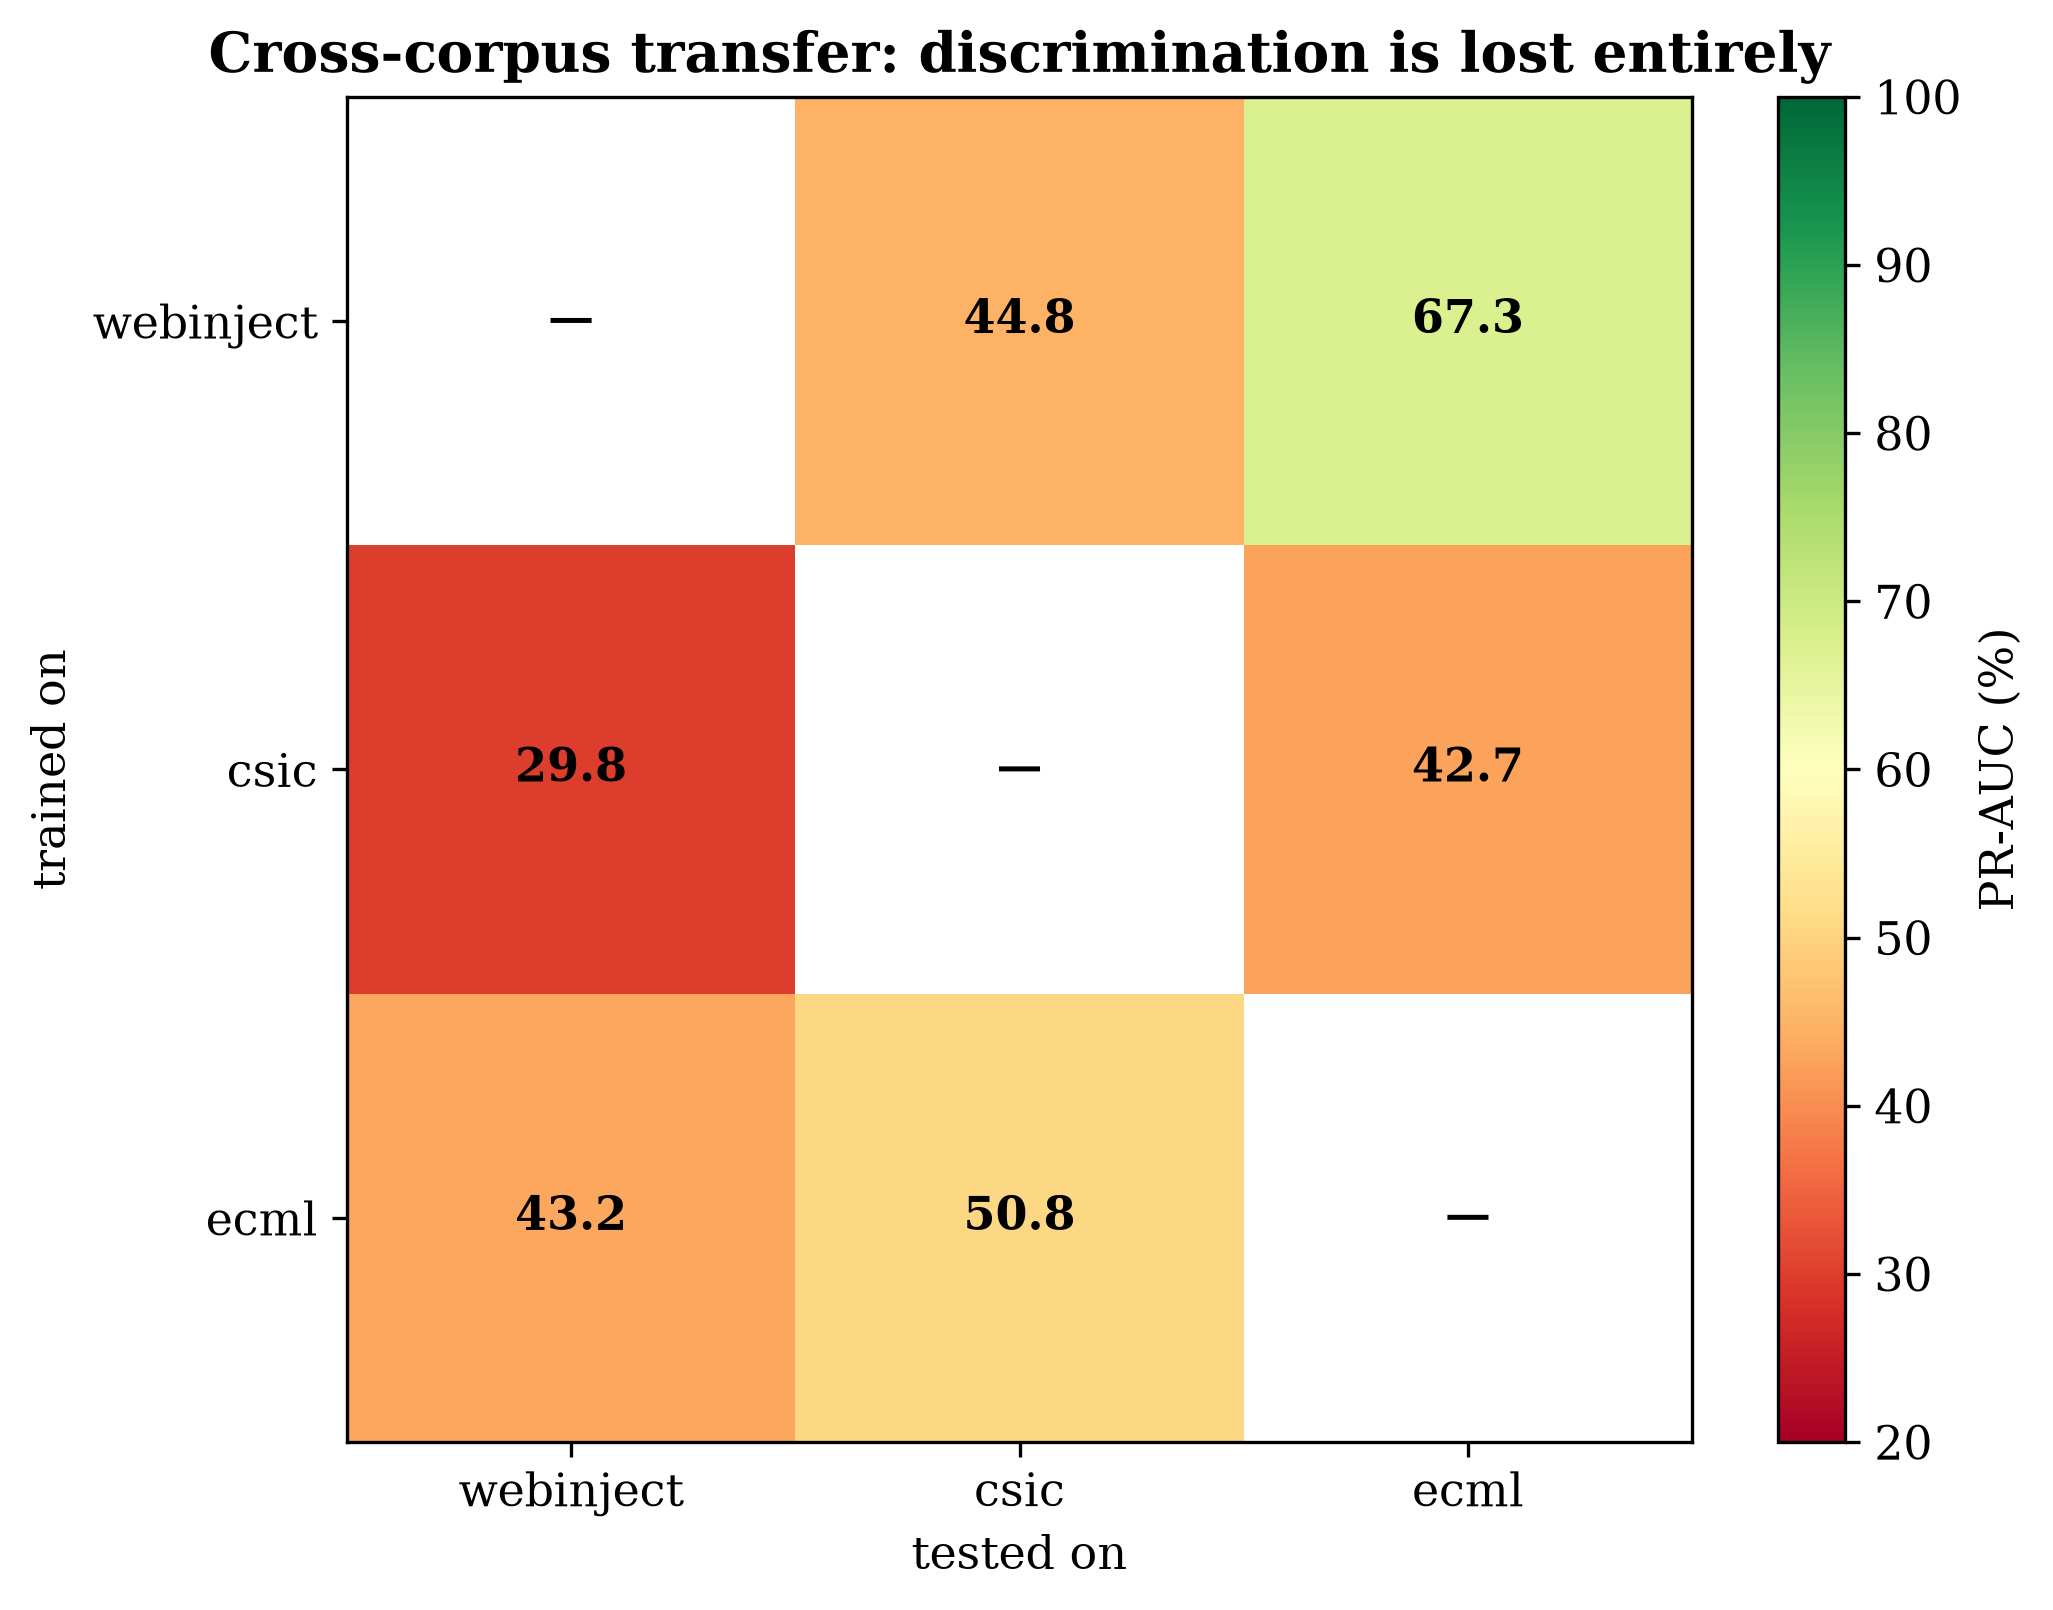 Cross-corpus transfer: discrimination is lost entirely
webinject
—
44.8
67.3
csic
29.8
—
42.7
ecml
43.2
50.8
—
webinject
csic
ecml
tested on
trained on
100
90
80
70
60
50
40
30
20
PR-AUC (%)